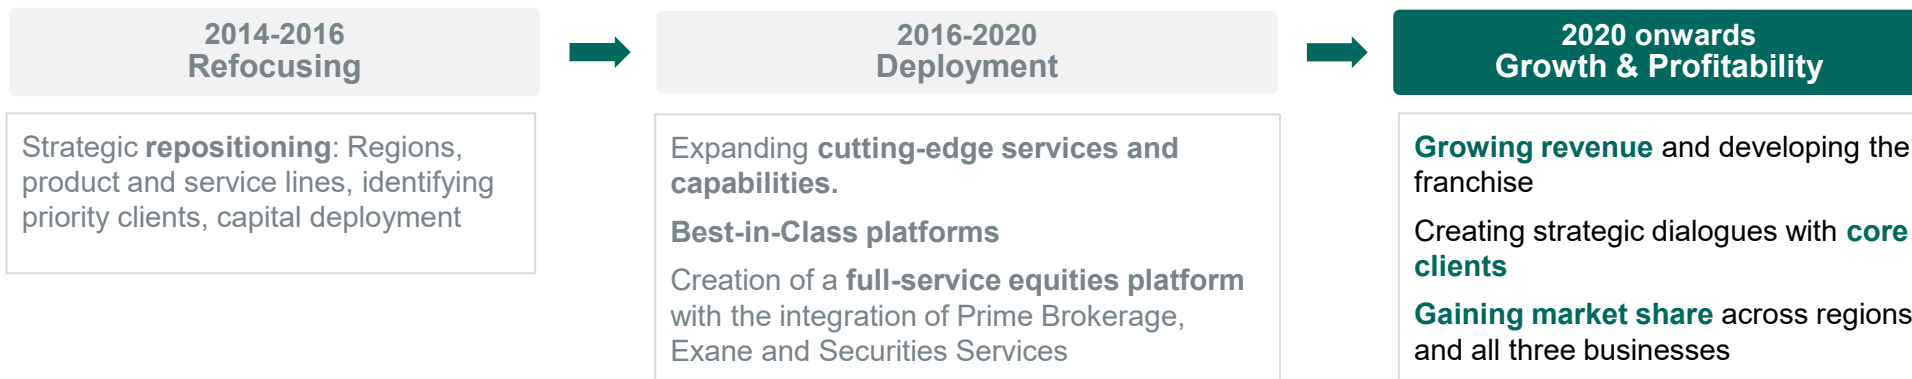 2014-2016
Refocusing
Strategic repositioning: Regions,
product and service lines, identifying
priority clients, capital deployment
2016-2020
Deployment
Expanding cutting-edge services and
capabilities.
Best-in-Class platforms
Creation of a full-service equities platform
with the integration of Prime Brokerage,
Exane and Securities Services
2020 onwards
Growth & Profitability
Growing revenue and developing the
franchise
Creating strategic dialogues with core
clients
Gaining market share across regions
and all three businesses